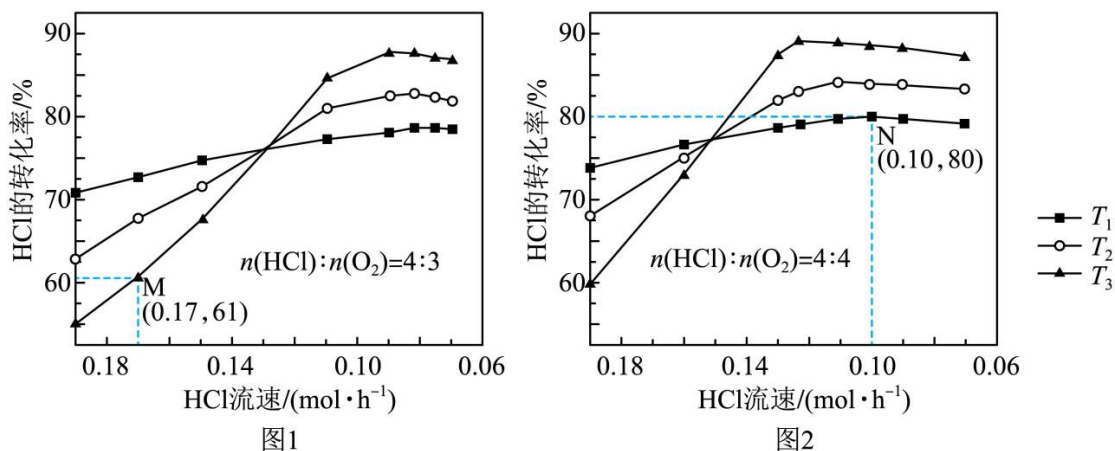 HCl的转化率/%
90
80
70
60
M
(0.17,61)
n(HCl):n(O₂)=4:3
0.18
0.14
0.10
0.06
HCl流速/(mol·h⁻¹)
图1
HCl的转化率/%
90
80
70
60
N
(0.10,80)
n(HCl):n(O₂)=4:4
0.18
0.14
0.10
0.06
HCl流速/(mol·h⁻¹)
图2
T₁
T₂
T₃